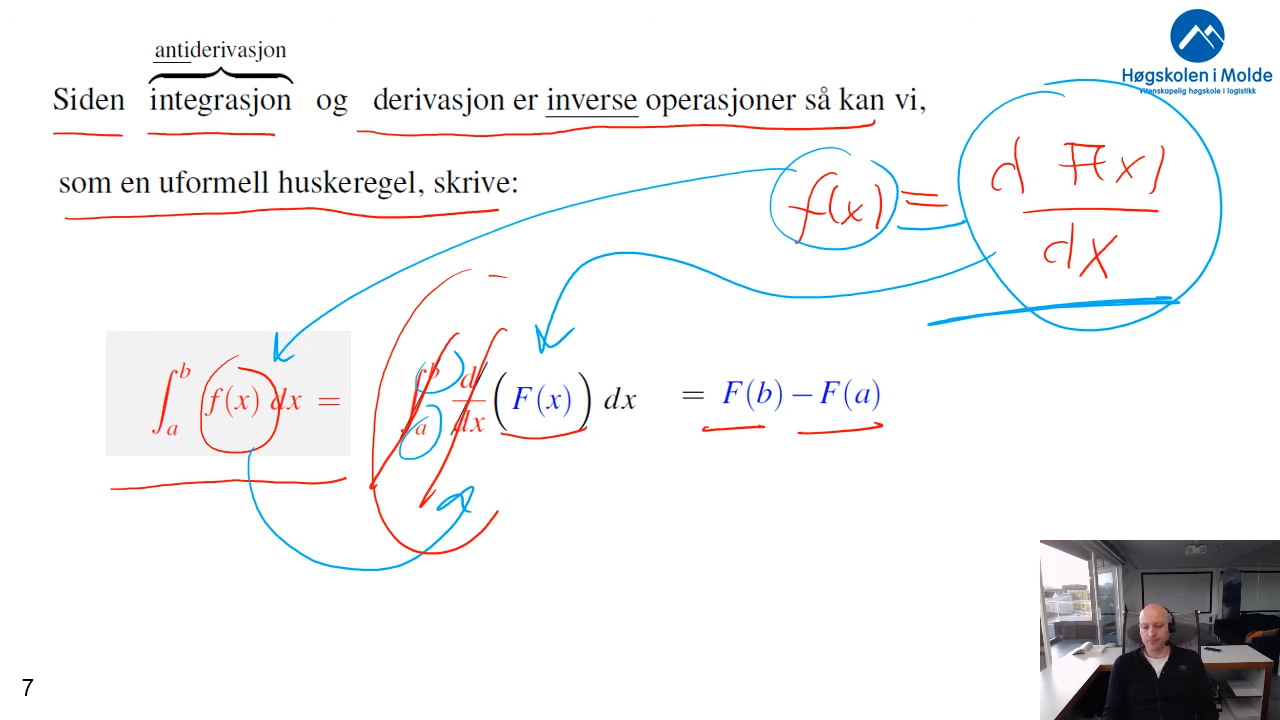 antiderivasjon
Siden integrasjon og derivasjon er inverse operasjoner så kan vi,
som en uformell huskeregel, skrive:
Høgskolen i Molde
Vitenskapelig høgskole i logistikk
f(x) = d F(x) / dx
∫_a^b f(x) dx = ∫_a^b d/dx (F(x)) dx = F(b) − F(a)
7